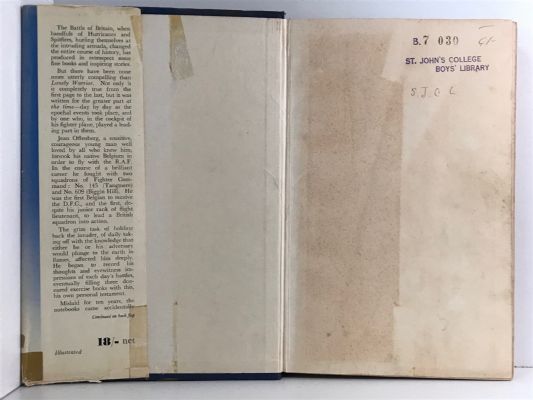 The Battle of Britain, when
handfuls of Hurricanes and
Spitfires, hurling themselves at
the intruding armada, changed
the entire course of history, has
produced in retrospect some
fine books and inspiring stories.
But there have been none
more utterly compelling than
Lonely Warrior. Not only is
it completely true from the
first page to the last, but it was
written for the greater part at
the time—day by day as the
epochal events took place, and
by one who, in the cockpit of
his fighter plane, played a lead-
ing part in them.
Jean Offenberg, a sensitive,
courageous young man well
loved by all who knew him,
forsook his native Belgium in
order to fly with the R.A.F.
In the course of a brilliant
career he fought with two
squadrons of Fighter Com-
mand: No. 145 (Tangmere)
and No. 609 (Biggin Hill). He
was the first Belgian to receive
the D.F.C., and the first, des-
pite his junior rank of flight
lieutenant, to lead a British
squadron into action.
The grim task of holding
back the invader, of daily tak-
ing off with the knowledge that
either he or his adversary
would plunge to the earth in
flames, affected him deeply.
He began to record his
thoughts and eyewitness im-
pressions of each day's battles,
eventually filling three dog-
eared exercise books with this,
his own personal testament.
Mislaid for ten years, the
notebooks came accidentally
Continued on back flap
18/- net
Illustrated
B.7 030
ST. JOHN'S COLLEGE
BOYS' LIBRARY
S.J.C.L